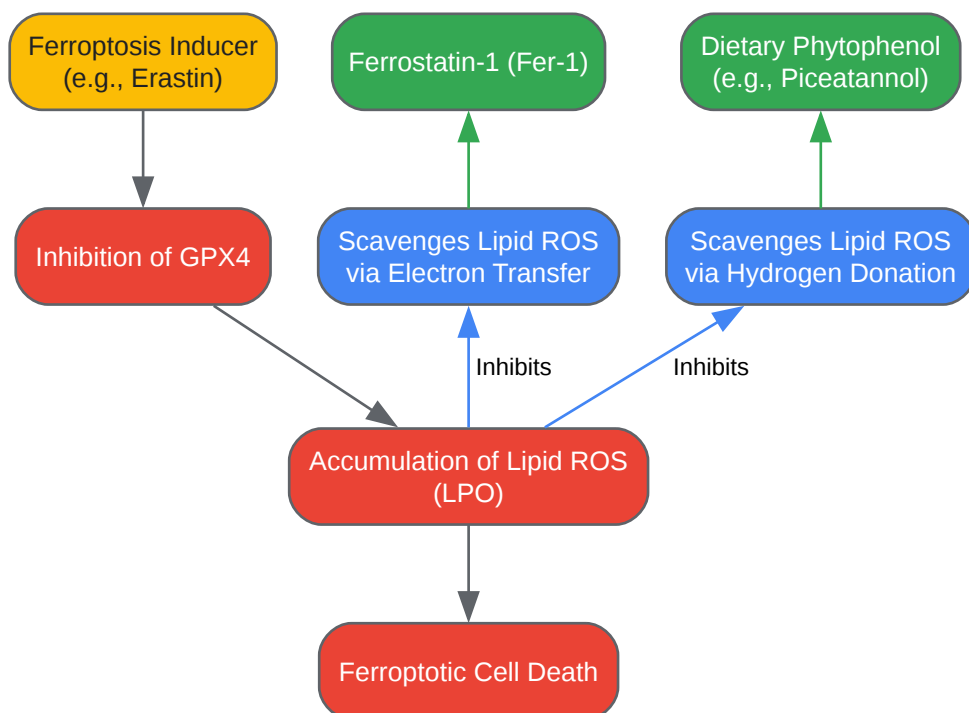 Ferroptosis Inducer
(e.g., Erastin)
Ferrostatin-1 (Fer-1)
Dietary Phytophenol
(e.g., Piceatannol)
Inhibition of GPX4
Scavenges Lipid ROS
via Electron Transfer
Scavenges Lipid ROS
via Hydrogen Donation
Inhibits
Inhibits
Accumulation of Lipid ROS
(LPO)
Ferroptotic Cell Death